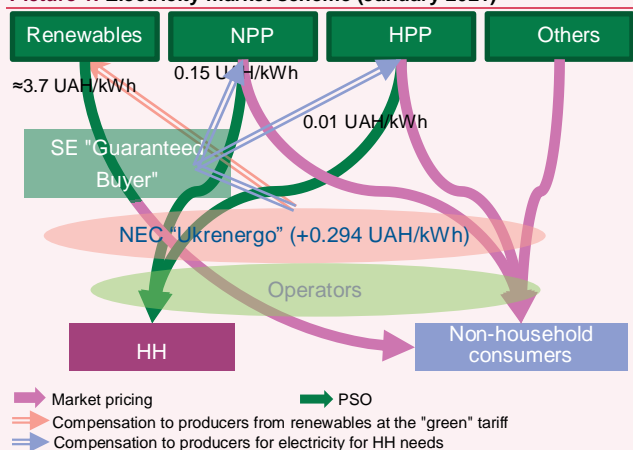 Picture 1. Electricity market scheme (January 2021)
Renewables
NPP
HPP
Others
≈3.7 UAH/kWh
0.15 UAH/kWh
0.01 UAH/kWh
SE "Guaranteed
Buyer"
NEC “Ukrenergo” (+0.294 UAH/kWh)
Operators
HH
Non-household
consumers
Market pricing
PSO
Compensation to producers from renewables at the "green" tariff
Compensation to producers for electricity for HH needs